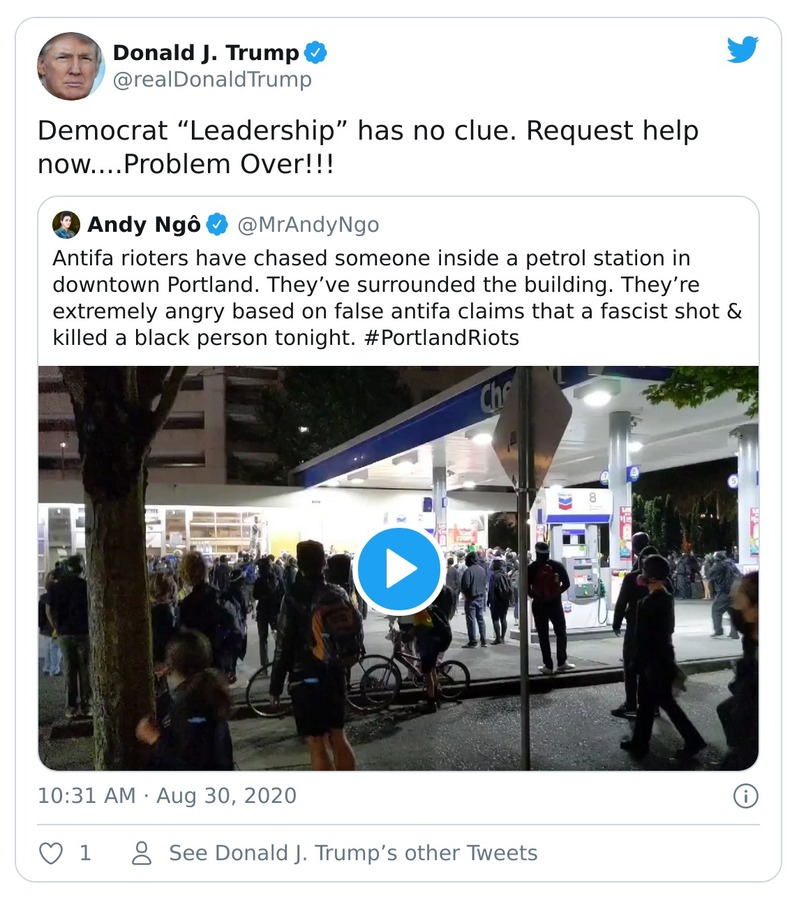 Donald J. Trump
@realDonaldTrump
Democrat “Leadership” has no clue. Request help
now....Problem Over!!!
Andy Ngô @MrAndyNgo
Antifa rioters have chased someone inside a petrol station in
downtown Portland. They’ve surrounded the building. They’re
extremely angry based on false antifa claims that a fascist shot &
killed a black person tonight. #PortlandRiots
Che
8
10:31 AM · Aug 30, 2020
1
See Donald J. Trump’s other Tweets